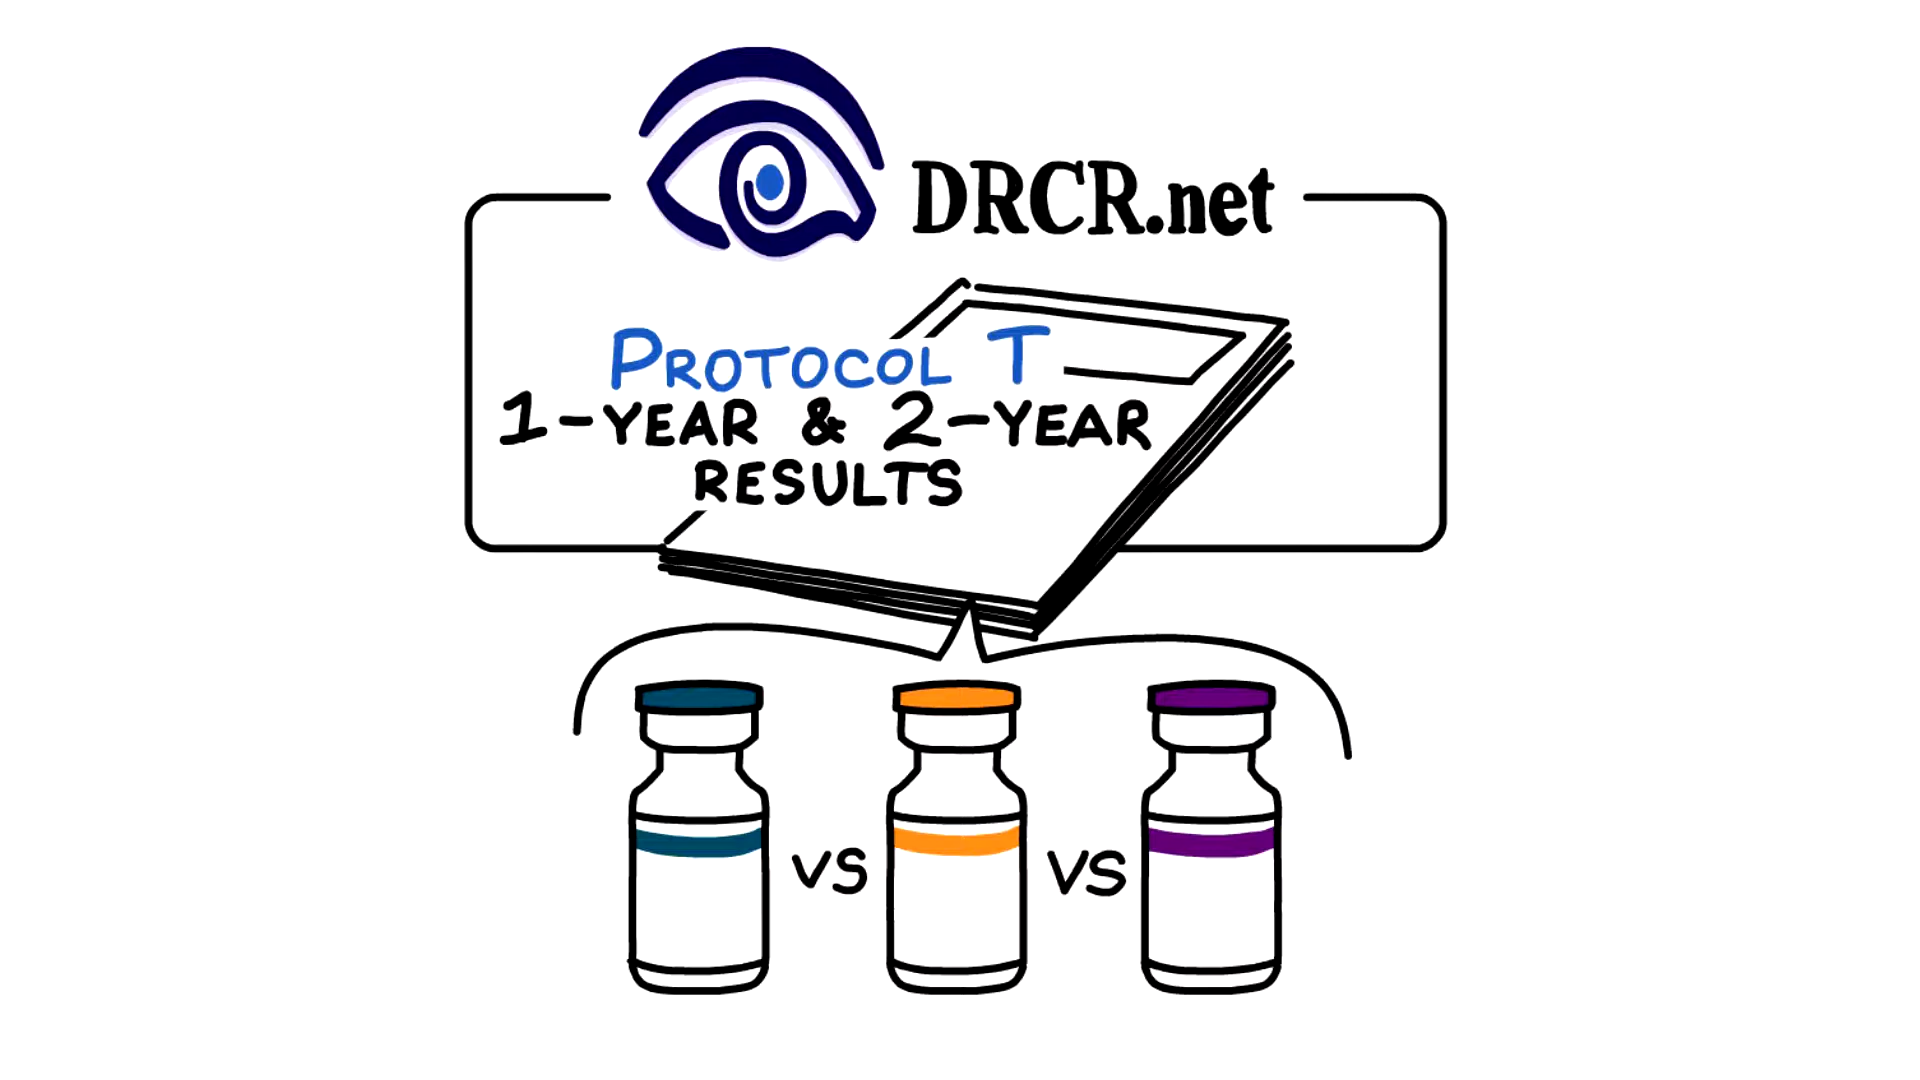 DRCR.net
PROTOCOL T
1-YEAR & 2-YEAR
RESULTS
VS VS